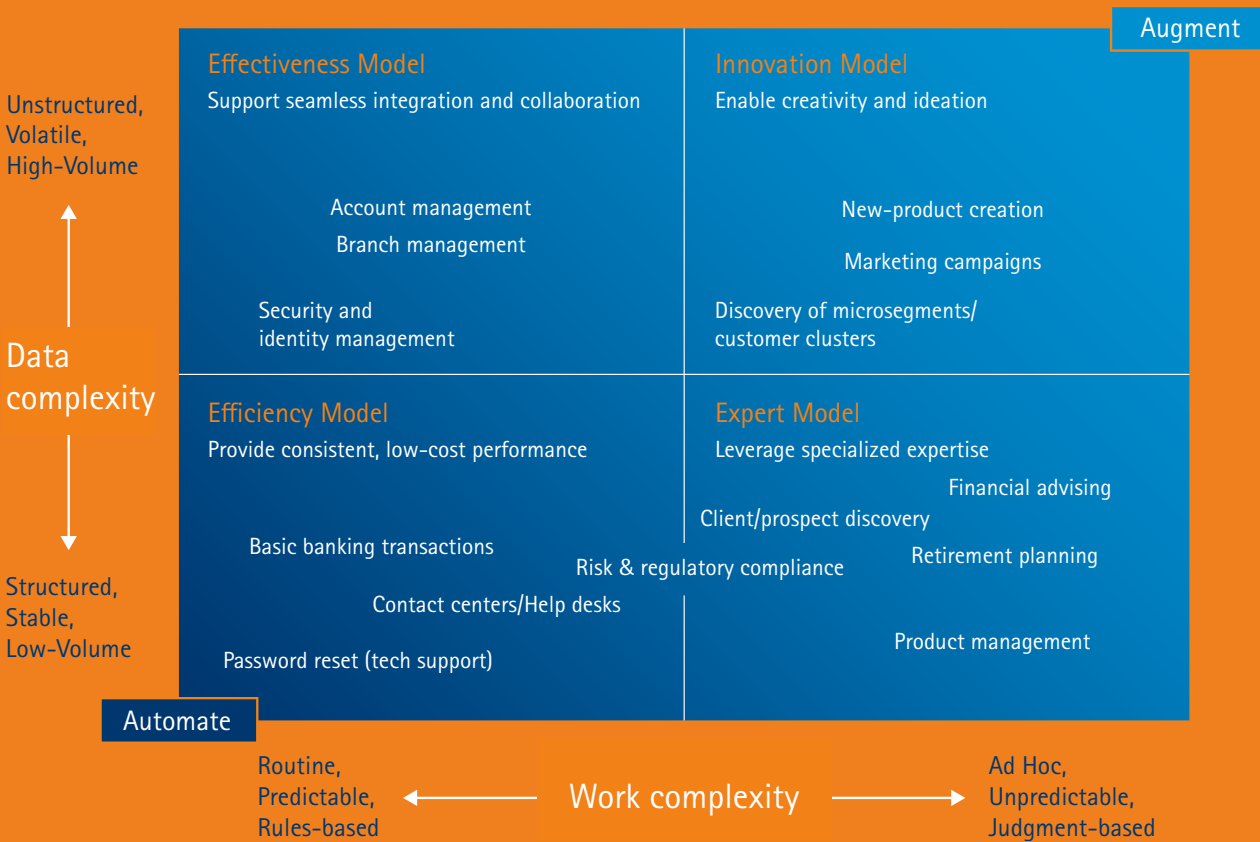 Augment
Effectiveness Model
Support seamless integration and collaboration
Innovation Model
Enable creativity and ideation
Unstructured,
Volatile,
High-Volume
Account management
Branch management
Security and
identity management
New-product creation
Marketing campaigns
Discovery of microsegments/
customer clusters
Data
complexity
Efficiency Model
Provide consistent, low-cost performance
Expert Model
Leverage specialized expertise
Financial advising
Client/prospect discovery
Basic banking transactions
Retirement planning
Risk & regulatory compliance
Contact centers/Help desks
Product management
Password reset (tech support)
Structured,
Stable,
Low-Volume
Automate
Routine,
Predictable,
Rules-based
Work complexity
Ad Hoc,
Unpredictable,
Judgment-based